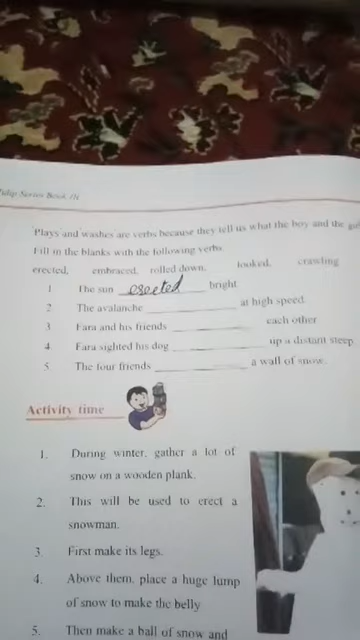 Tulip Series Book III
Plays and washes are verbs because they tell us what the boy and the
Fill in the blanks with the following verbs.
erected, embraced, rolled down, looked, crawling
1 The sun erected bright
2 The avalanche at high speed.
3 Fara and his friends each other
4. Fara sighted his dog up a distant steep
5. The four friends a wall of snow.
Activity time
1. During winter, gather a lot of
snow on a wooden plank.
2. This will be used to erect a
snowman.
3. First make its legs.
4. Above them, place a huge lump
of snow to make the belly
5. Then make a ball of snow and